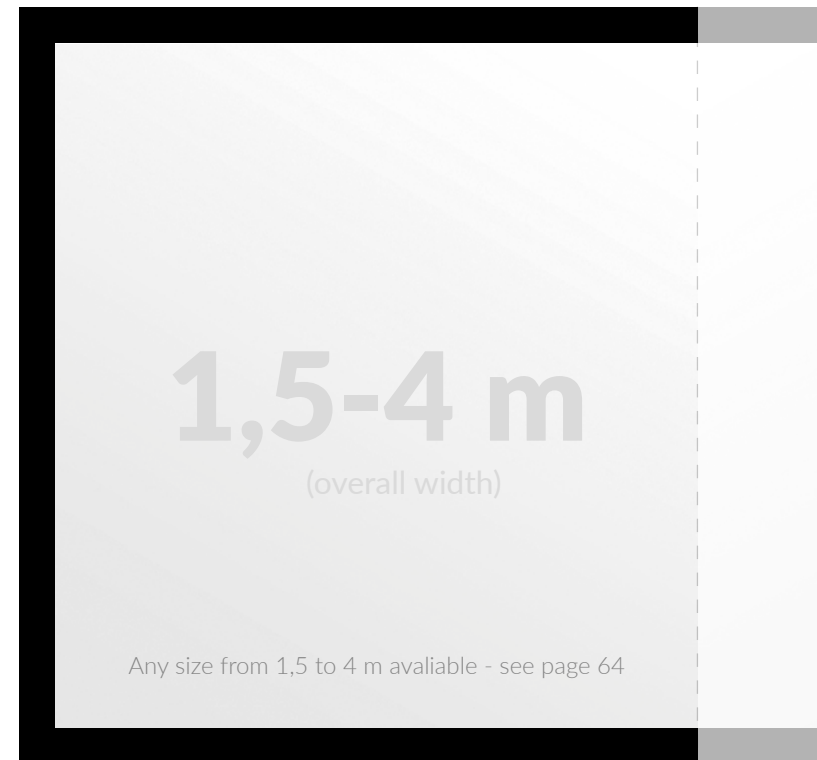 1,5-4 m
(overall width)
Any size from 1,5 to 4 m avaliable - see page 64